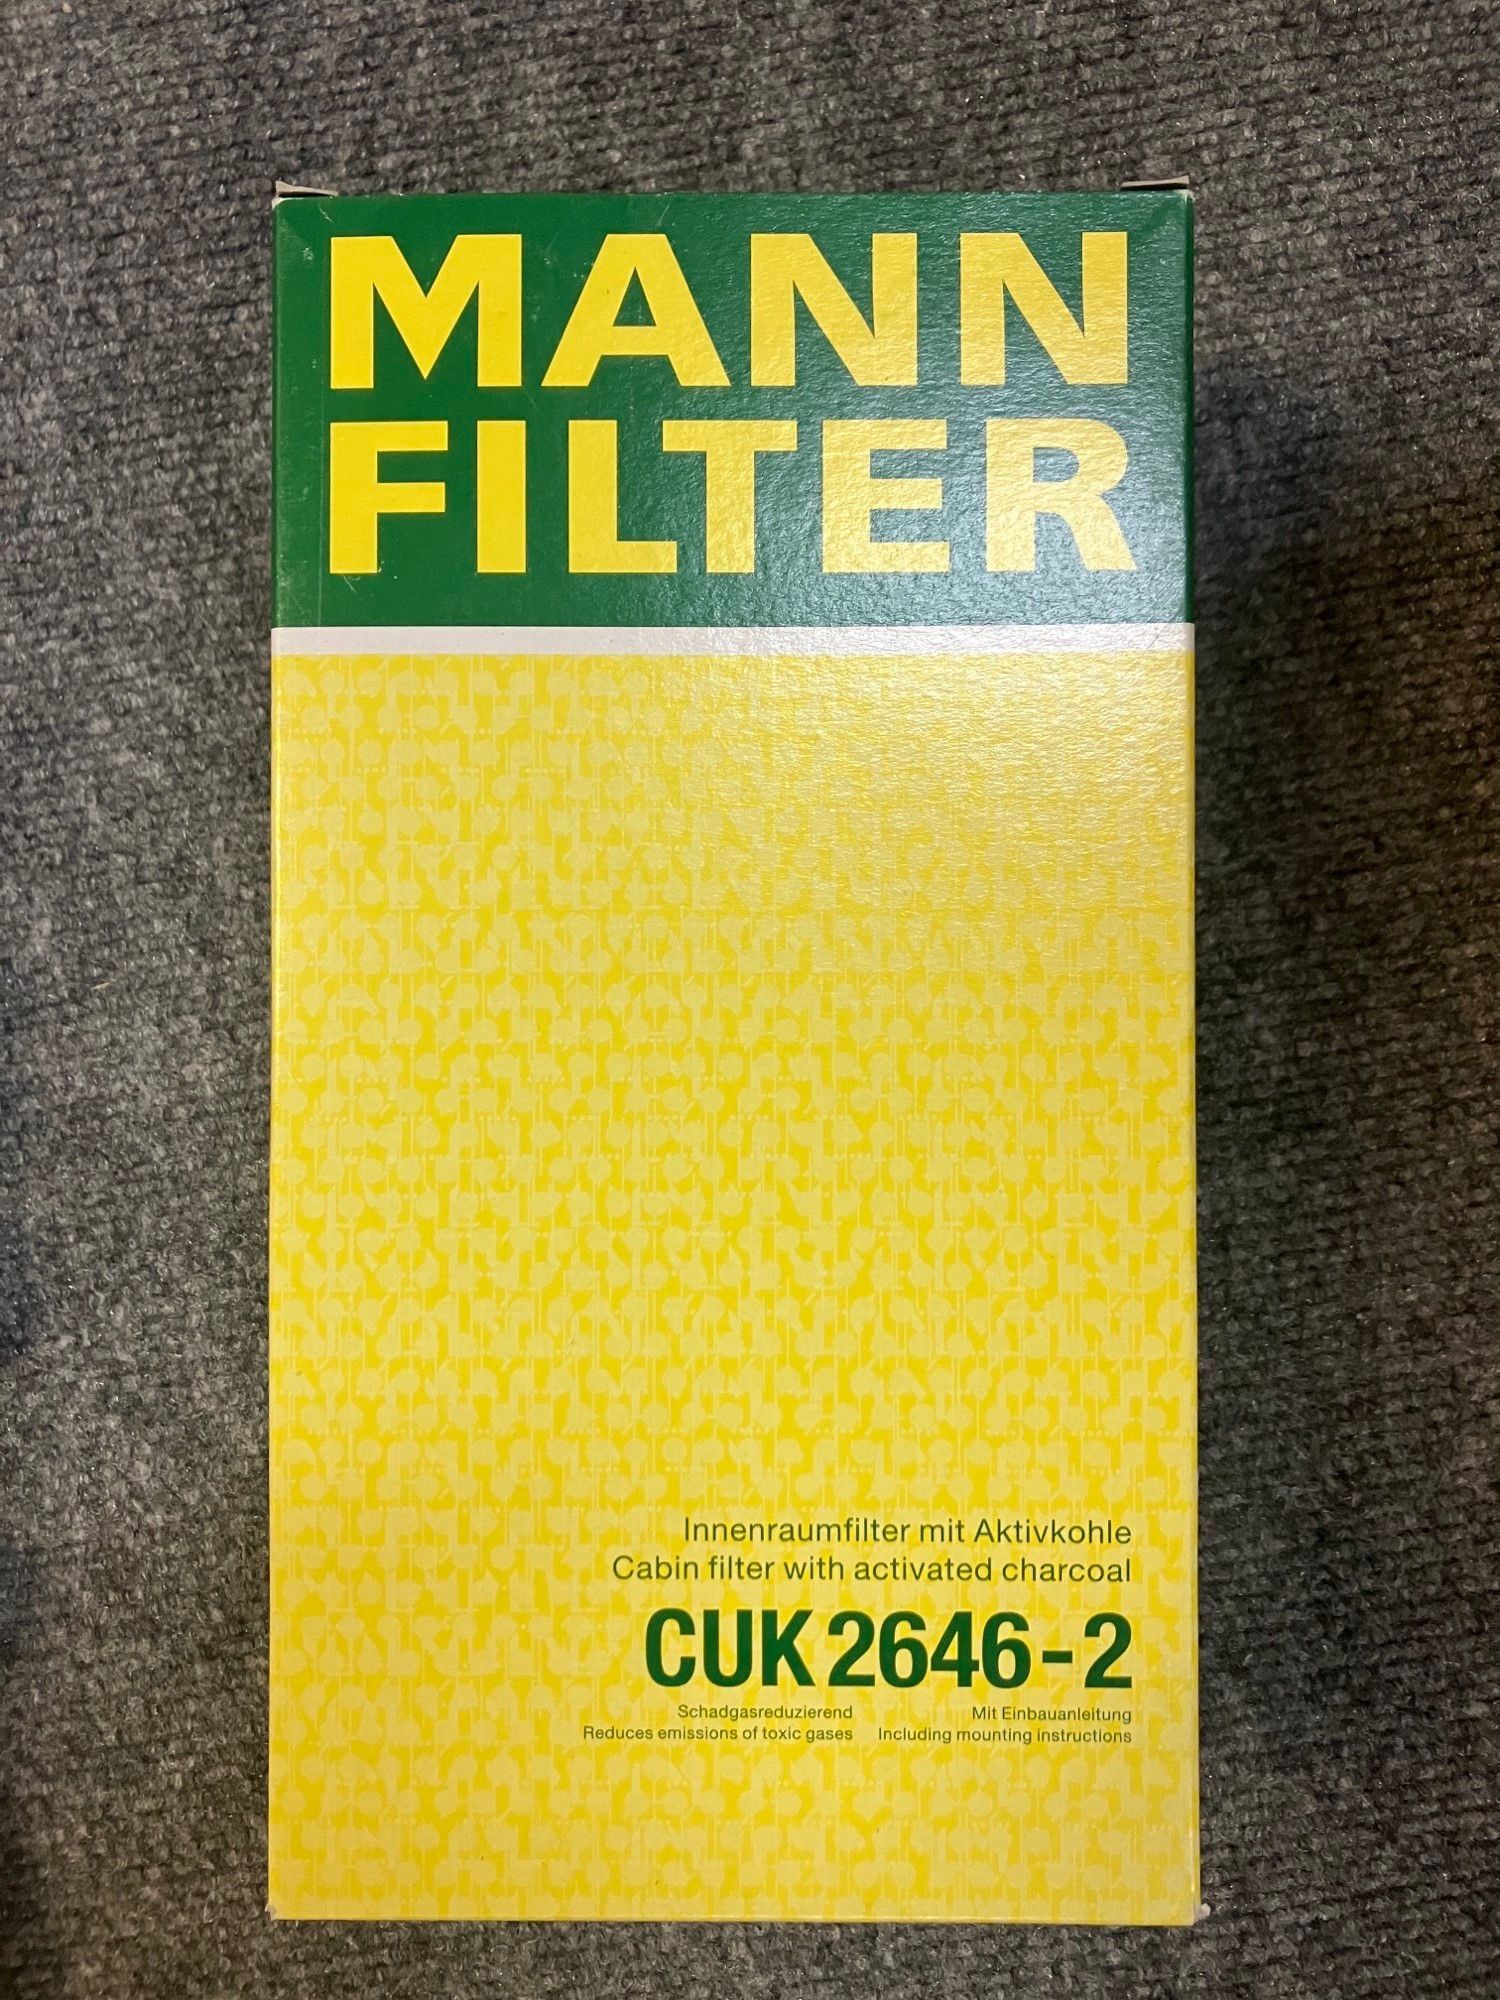 MANN
FILTER
Innenraumfilter mit Aktivkohle
Cabin filter with activated charcoal
CUK 2646-2
Schadgasreduzierend
Reduces emissions of toxic gases
Mit Einbauanleitung
Including mounting instructions